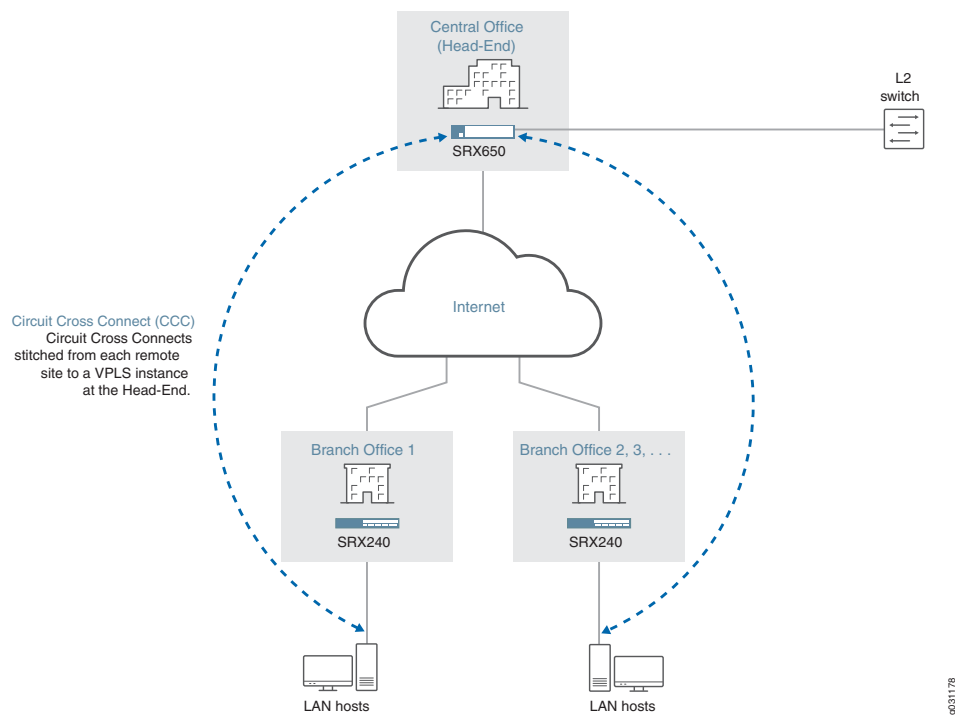 Central Office
(Head-End)
L2
switch
SRX650
Internet
Circuit Cross Connect (CCC)
Circuit Cross Connects
stitched from each remote
site to a VPLS instance
at the Head-End.
Branch Office 1
Branch Office 2, 3, . . .
SRX240
SRX240
LAN hosts
LAN hosts
g031178